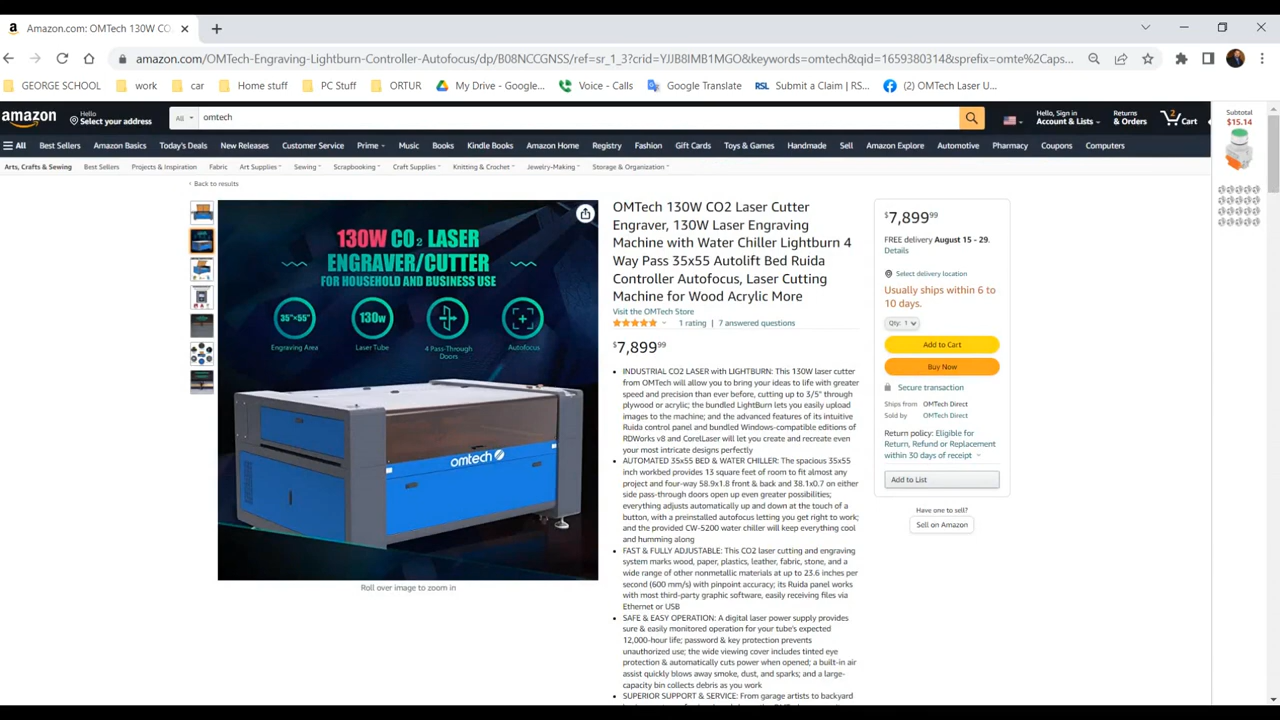 Amazon.com: OMTech 130W CO
amazon.com/OMTech-Engraving-Lightburn-Controller-Autofocus/dp/B08NCGGNSS/ref=sr_1_3?crid=YJJB8IMB1MGO&keywords=omtech&qid=1659380314&sprefix=omte%2Caps...
GEORGE SCHOOL work car Home stuff PC Stuff ORTUR My Drive - Google... Voice - Calls Google Translate RSL Submit a Claim | RS... (2) OMTech Laser U...
amazon
Hello
Select your address
All omtech
Hello, Sign in
Account & Lists
Returns
& Orders
2
Cart
Subtotal
$15.14
All Best Sellers Amazon Basics Today's Deals New Releases Customer Service Prime Music Books Kindle Books Amazon Home Registry Fashion Gift Cards Toys & Games Handmade Sell Amazon Explore Automotive Pharmacy Coupons Computers
Arts, Crafts & Sewing Best Sellers Projects & Inspiration Fabric Art Supplies Sewing Scrapbooking Craft Supplies Knitting & Crochet Jewelry-Making Storage & Organization
‹ Back to results
130W CO₂ LASER
ENGRAVER/CUTTER
FOR HOUSEHOLD AND BUSINESS USE
35"×55" 130w
Engraving Area Laser Tube 4 Pass-Through
Doors Autofocus
omtech
Roll over image to zoom in
OMTech 130W CO2 Laser Cutter
Engraver, 130W Laser Engraving
Machine with Water Chiller Lightburn 4
Way Pass 35x55 Autolift Bed Ruida
Controller Autofocus, Laser Cutting
Machine for Wood Acrylic More
Visit the OMTech Store
1 rating | 7 answered questions
$7,899⁹⁹
• INDUSTRIAL CO2 LASER with LIGHTBURN: This 130W laser cutter
from OMTech will allow you to bring your ideas to life with greater
speed and precision than ever before, cutting up to 3/5" through
plywood or acrylic; the bundled LightBurn lets you easily upload
images to the machine; and the advanced features of its intuitive
Ruida control panel and bundled Windows-compatible editions of
RDWorks v8 and CorelLaser will let you create and recreate even
your most intricate designs perfectly
• AUTOMATED 35x55 BED & WATER CHILLER: The spacious 35x55
inch workbed provides 13 square feet of room to fit almost any
project and four-way 58.9x1.8 front & back and 38.1x0.7 on either
side pass-through doors open up even greater possibilities;
everything adjusts automatically up and down at the touch of a
button, with a preinstalled autofocus letting you get right to work;
and the provided CW-5200 water chiller will keep everything cool
and humming along
• FAST & FULLY ADJUSTABLE: This CO2 laser cutting and engraving
system marks wood, paper, plastics, leather, fabric, stone, and a
wide range of other nonmetallic materials at up to 23.6 inches per
second (600 mm/s) with pinpoint accuracy; its Ruida panel works
with most third-party graphic software, easily receiving files via
Ethernet or USB
• SAFE & EASY OPERATION: A digital laser power supply provides
sure & easily monitored operation for your tube's expected
12,000-hour life; password & key protection prevents
unauthorized use; the wide viewing cover includes tinted eye
protection & automatically cuts power when opened; a built-in air
assist quickly blows away smoke, dust, and sparks; and a large-
capacity bin collects debris as you work
• SUPERIOR SUPPORT & SERVICE: From garage artists to backyard
$7,899⁹⁹
FREE delivery August 15 - 29.
Details
Select delivery location
Usually ships within 6 to
10 days.
Qty: 1
Add to Cart
Buy Now
Secure transaction
Ships from OMTech Direct
Sold by OMTech Direct
Return policy: Eligible for
Return, Refund or Replacement
within 30 days of receipt
Add to List
Have one to sell?
Sell on Amazon